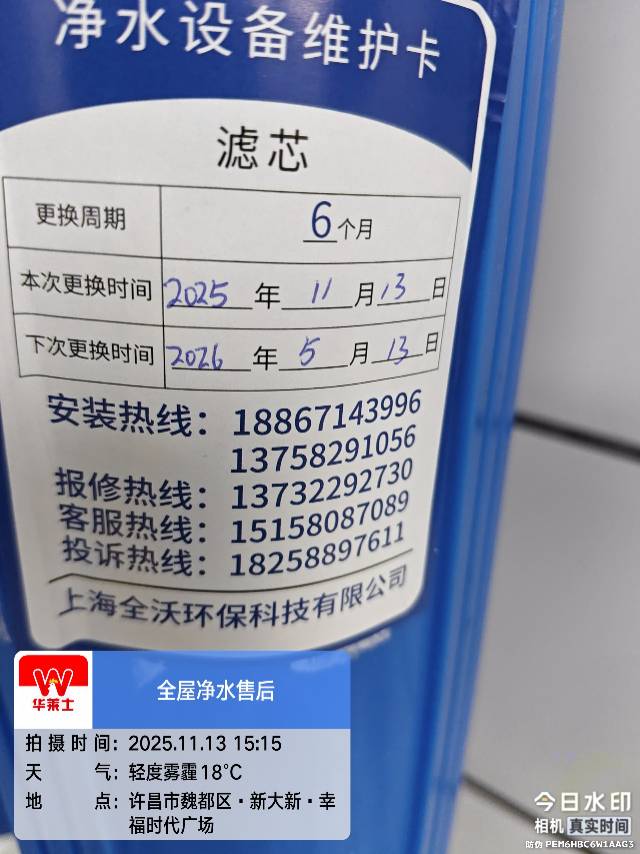 净水设备维护卡
滤芯
更换周期 6个月
本次更换时间 2025年11月13日
下次更换时间 2026年5月13日
安装热线：18867143996
13758291056
报修热线：13732292730
客服热线：15158087089
投诉热线：18258897611
上海全沃环保科技有限公司
华莱士
全屋净水售后
拍摄时间：2025.11.13 15:15
天气：轻度雾霾18℃
地点：许昌市魏都区·新大新·幸
福时代广场
今日水印
相机 真实时间
防伪 PEM6HBC6W1AAG3